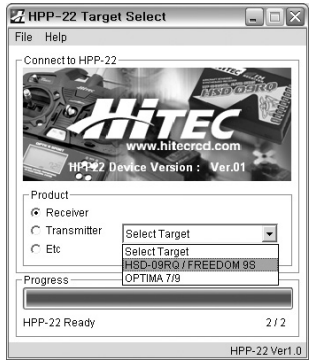 HPP-22 Target Select
File Help
Connect to HPP-22
HSD 09RQ
HiTEC
www.hitecrcd.com
HPP-22 Device Version : Ver.01
Product
Receiver
Transmitter
Select Target
Etc
Select Target
HSD-09RQ / FREEDOM 9S
OPTIMA 7/9
Progress
HPP-22 Ready 2 / 2
HPP-22 Ver1.0